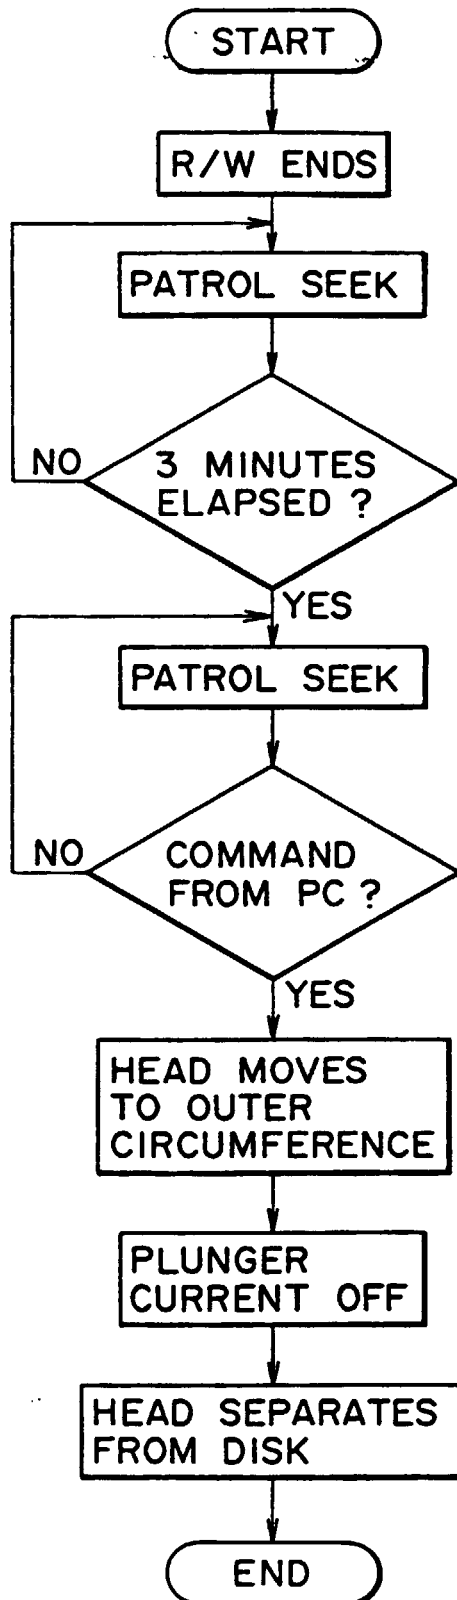 START
R/W ENDS
PATROL SEEK
NO
3 MINUTES
ELAPSED ?
YES
PATROL SEEK
NO
COMMAND
FROM PC ?
YES
HEAD MOVES
TO OUTER
CIRCUMFERENCE
PLUNGER
CURRENT OFF
HEAD SEPARATES
FROM DISK
END